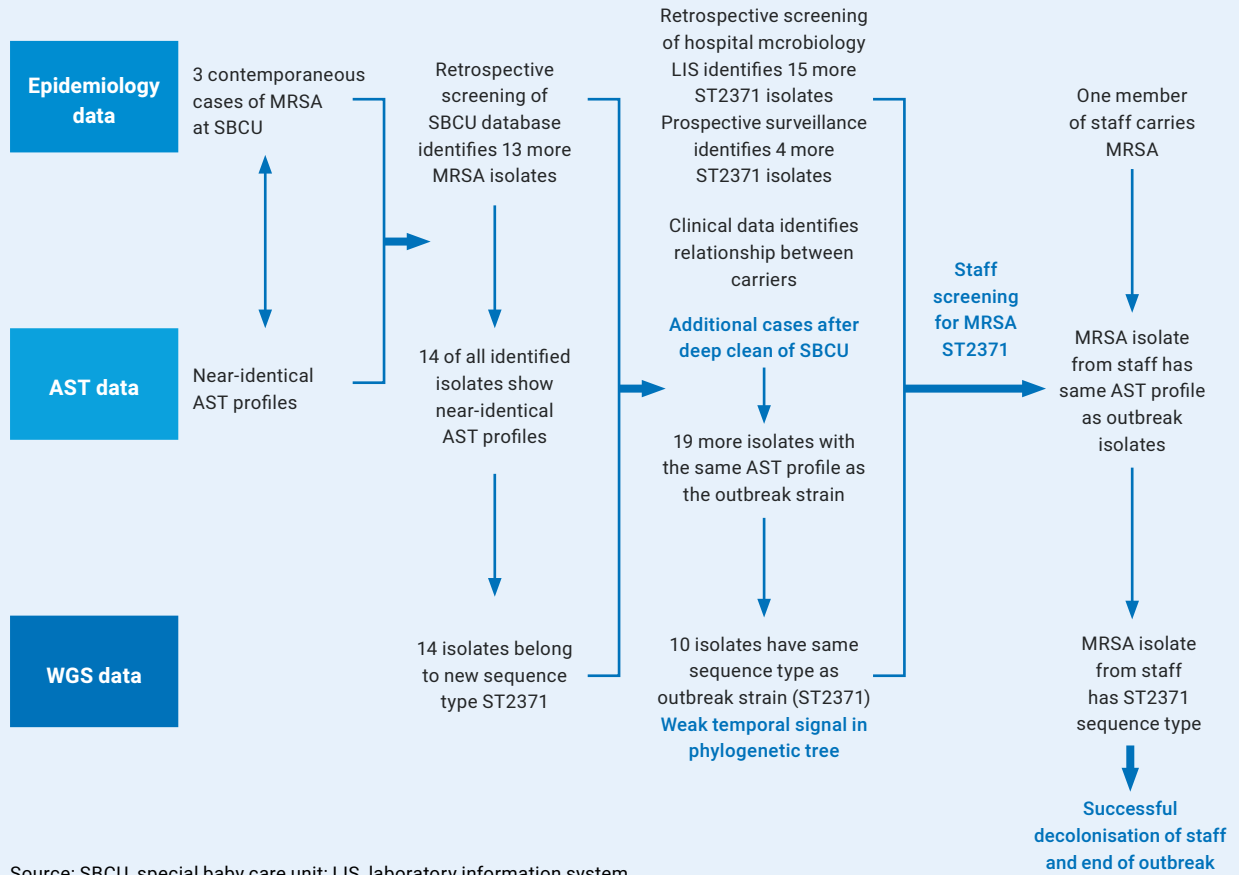 Epidemiology
data
3 contemporaneous
cases of MRSA
at SBCU
Retrospective
screening of
SBCU database
identifies 13 more
MRSA isolates
Retrospective screening
of hospital mcrobiology
LIS identifies 15 more
ST2371 isolates
Prospective surveillance
identifies 4 more
ST2371 isolates
Clinical data identifies
relationship between
carriers
Additional cases after
deep clean of SBCU
One member
of staff carries
MRSA
Staff
screening
for MRSA
ST2371
AST data
Near-identical
AST profiles
14 of all identified
isolates show
near-identical
AST profiles
19 more isolates with
the same AST profile as
the outbreak strain
MRSA isolate
from staff has
same AST profile
as outbreak
isolates
WGS data
14 isolates belong
to new sequence
type ST2371
10 isolates have same
sequence type as
outbreak strain (ST2371)
Weak temporal signal in
phylogenetic tree
MRSA isolate
from staff
has ST2371
sequence type
Successful
decolonisation of staff
and end of outbreak
Source: SBCU, special baby care unit; LIS, laboratory information system